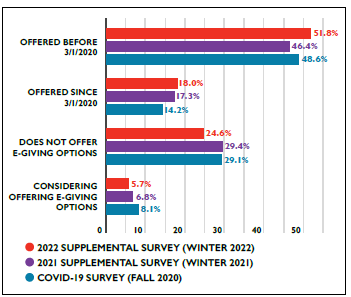 OFFERED BEFORE
3/1/2020
51.8%
46.4%
48.6%
OFFERED SINCE
3/1/2020
18.0%
17.3%
14.2%
DOES NOT OFFER
E-GIVING OPTIONS
24.6%
29.4%
29.1%
CONSIDERING
OFFERING E-GIVING
OPTIONS
5.7%
6.8%
8.1%
0 10 20 30 40 50
2022 SUPPLEMENTAL SURVEY (WINTER 2022)
2021 SUPPLEMENTAL SURVEY (WINTER 2021)
COVID-19 SURVEY (FALL 2020)